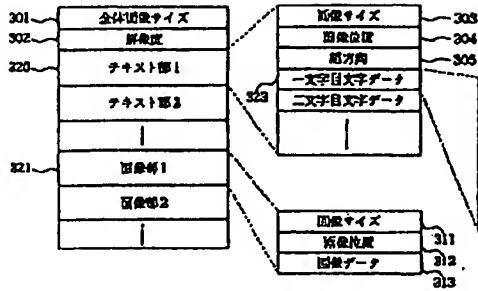 301 全体画像サイズ
302 解像度
320 テキスト部1
テキスト部2
321 画像部1
画像部2
画像サイズ 303
画像位置 304
組方向 305
323 一文字目文字データ
二文字目文字データ
画像サイズ 311
画像位置 312
画像データ 313